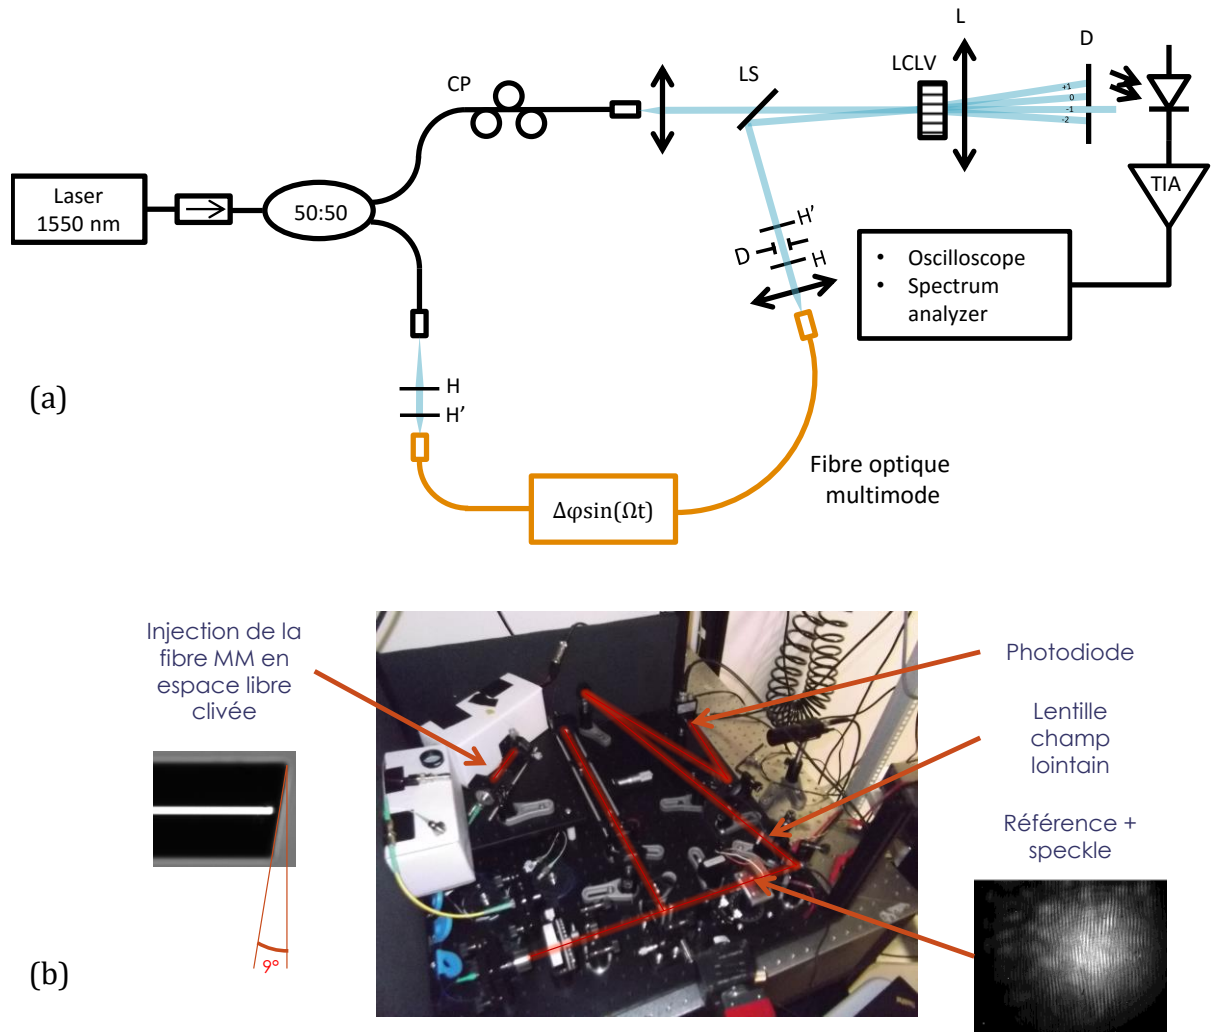 L
D
LCLV
LS
CP
+1
0
-1
-2
Laser
1550 nm
50:50
TIA
H'
D
H
• Oscilloscope
• Spectrum
analyzer
H
H'
(a)
Fibre optique
multimode
Δφsin(Ωt)
Injection de la
fibre MM en
espace libre
clivée
Photodiode
Lentille
champ
lointain
Référence +
speckle
9°
(b)